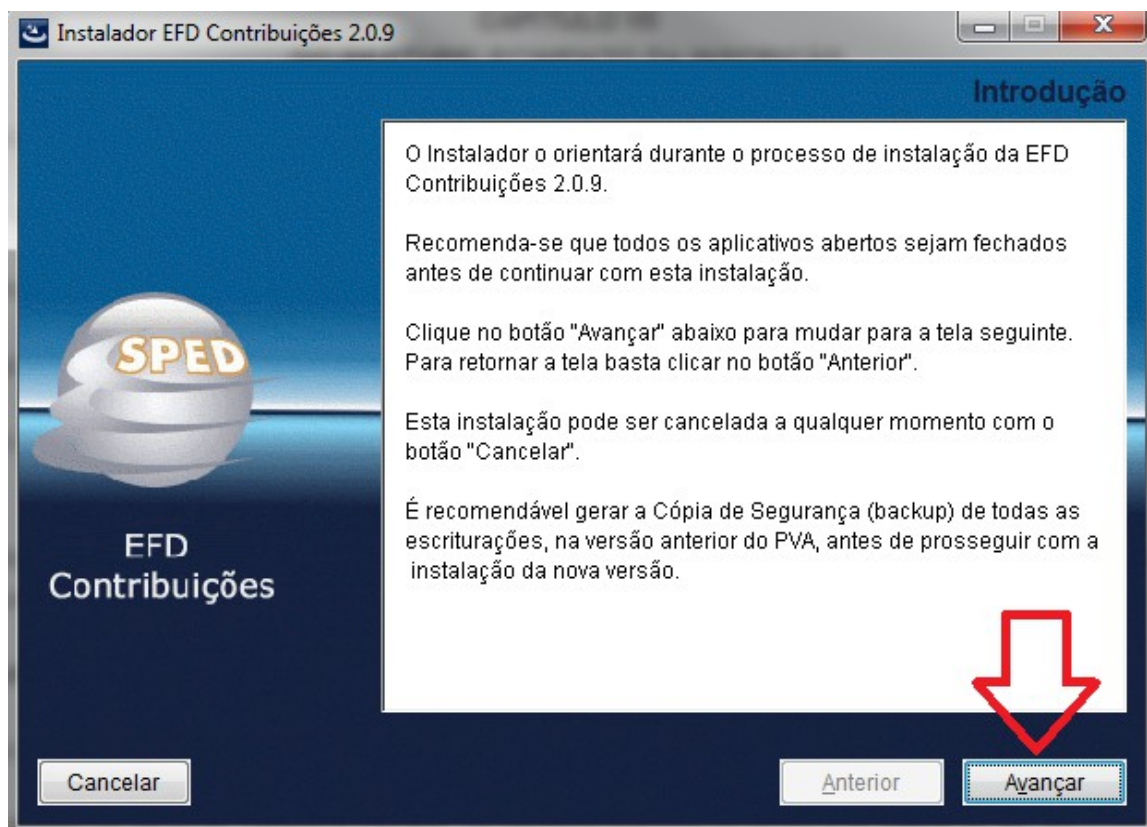 Instalador EFD Contribuições 2.0.9
Introdução
O Instalador o orientará durante o processo de instalação da EFD
Contribuições 2.0.9.
Recomenda-se que todos os aplicativos abertos sejam fechados
antes de continuar com esta instalação.
Clique no botão "Avançar" abaixo para mudar para a tela seguinte.
Para retornar a tela basta clicar no botão "Anterior".
Esta instalação pode ser cancelada a qualquer momento com o
botão "Cancelar".
É recomendável gerar a Cópia de Segurança (backup) de todas as
escriturações, na versão anterior do PVA, antes de prosseguir com a
instalação da nova versão.
SPED
EFD
Contribuições
Cancelar
Anterior
Avançar